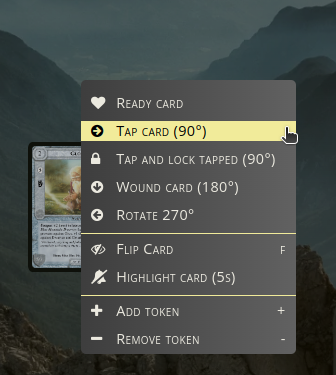 Ready card
Tap card (90°)
Tap and lock tapped (90°)
Wound card (180°)
Rotate 270°
Flip Card F
Highlight card (5s)
Add token +
Remove token -